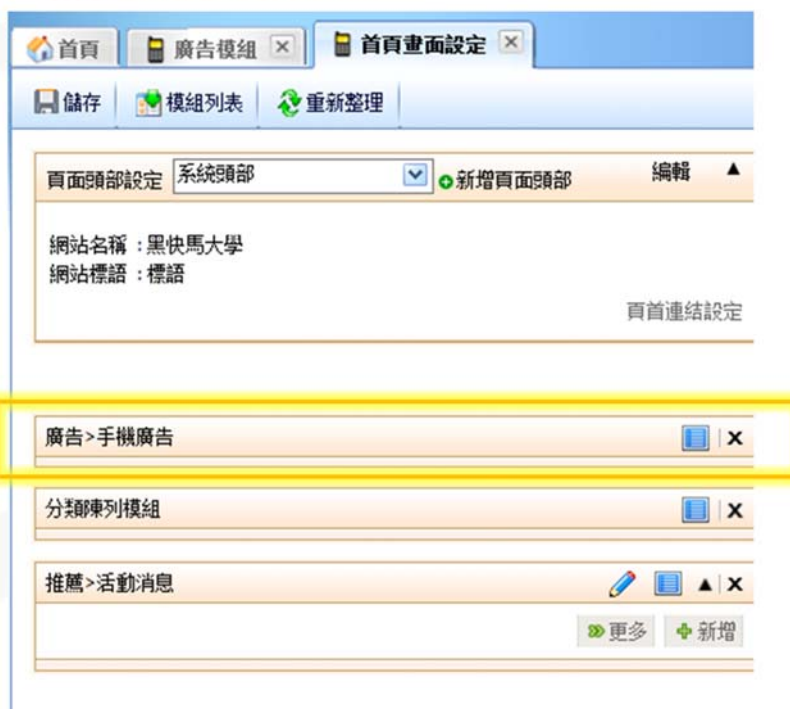 首頁 廣告模組 首頁畫面設定
儲存 模組列表 重新整理
頁面頭部設定 系統頭部 新增頁面頭部 編輯 ▲
網站名稱：黑快馬大學
網站標語：標語
頁首連結設定
廣告>手機廣告
分類陳列模組
推薦>活動消息 ▲
更多 新增